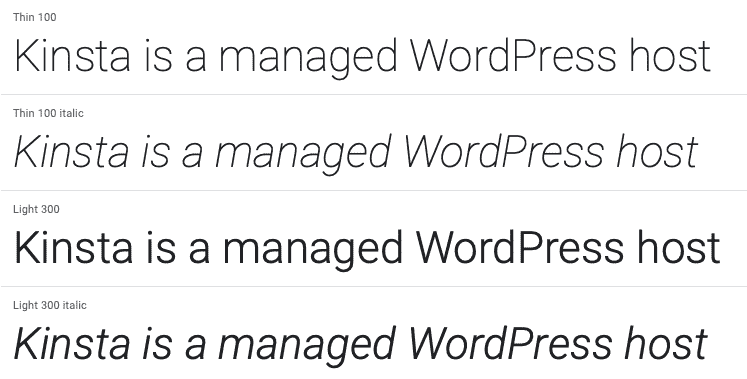 Thin 100
Kinsta is a managed WordPress host
Thin 100 italic
Kinsta is a managed WordPress host
Light 300
Kinsta is a managed WordPress host
Light 300 italic
Kinsta is a managed WordPress host